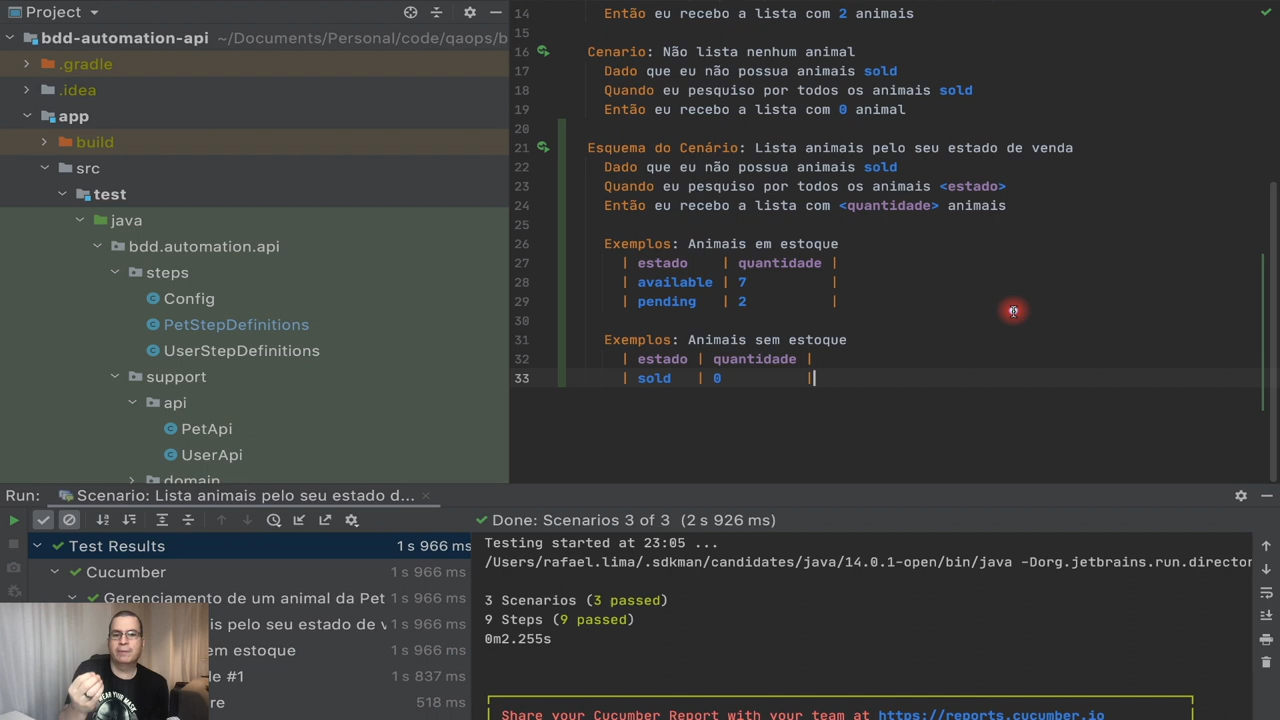 Project
bdd-automation-api ~/Documents/Personal/code/qaops/b
.gradle
.idea
app
build
src
test
java
bdd.automation.api
steps
Config
PetStepDefinitions
UserStepDefinitions
support
api
PetApi
UserApi
domain
14 Então eu recebo a lista com 2 animais
15
16 Cenario: Não lista nenhum animal
17 Dado que eu não possua animais sold
18 Quando eu pesquiso por todos os animais sold
19 Então eu recebo a lista com 0 animal
20
21 Esquema do Cenário: Lista animais pelo seu estado de venda
22 Dado que eu não possua animais sold
23 Quando eu pesquiso por todos os animais <estado>
24 Então eu recebo a lista com <quantidade> animais
25
26 Exemplos: Animais em estoque
27 | estado | quantidade |
28 | available | 7 |
29 | pending | 2 |
30
31 Exemplos: Animais sem estoque
32 | estado | quantidade |
33 | sold | 0 |
Run: Scenario: Lista animais pelo seu estado d...
Done: Scenarios 3 of 3 (2 s 926 ms)
Test Results 1 s 966 ms
Cucumber 1 s 966 ms
Gerenciamento de um animal da Pet 1 s 966 ms
is pelo seu estado de v 1 s 966 ms
em estoque 1 s 966 ms
de #1 1 s 837 ms
re 518 ms
Testing started at 23:05 ...
/Users/rafael.lima/.sdkman/candidates/java/14.0.1-open/bin/java -Dorg.jetbrains.run.director
3 Scenarios (3 passed)
9 Steps (9 passed)
0m2.255s
Share your Cucumber Report with your team at https://reports.cucumber.io
WEAR YOUR MASK